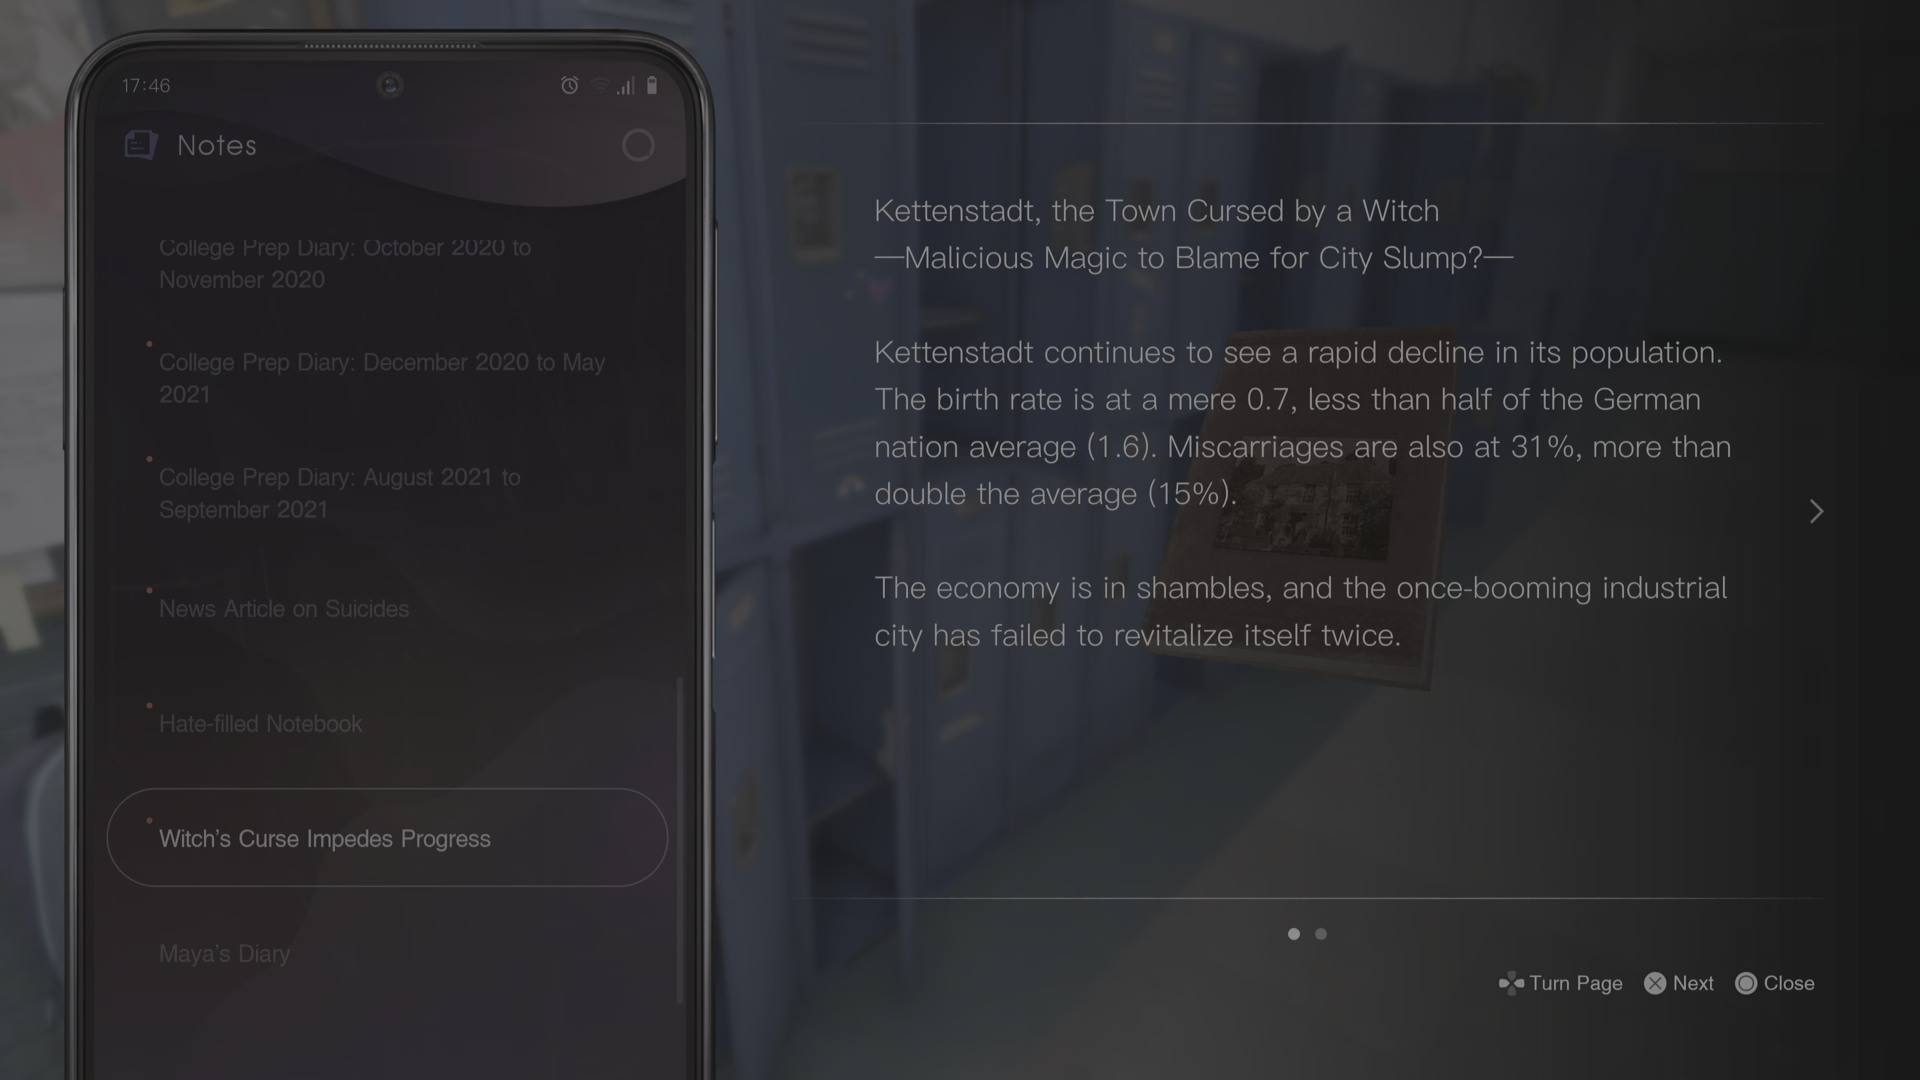 17:46
Notes
College Prep Diary: October 2020 to
November 2020
College Prep Diary: December 2020 to May
2021
College Prep Diary: August 2021 to
September 2021
News Article on Suicides
Hate-filled Notebook
Witch's Curse Impedes Progress
Maya's Diary
Kettenstadt, the Town Cursed by a Witch
—Malicious Magic to Blame for City Slump?—
Kettenstadt continues to see a rapid decline in its population.
The birth rate is at a mere 0.7, less than half of the German
nation average (1.6). Miscarriages are also at 31%, more than
double the average (15%).
The economy is in shambles, and the once-booming industrial
city has failed to revitalize itself twice.
Turn Page
Next
Close